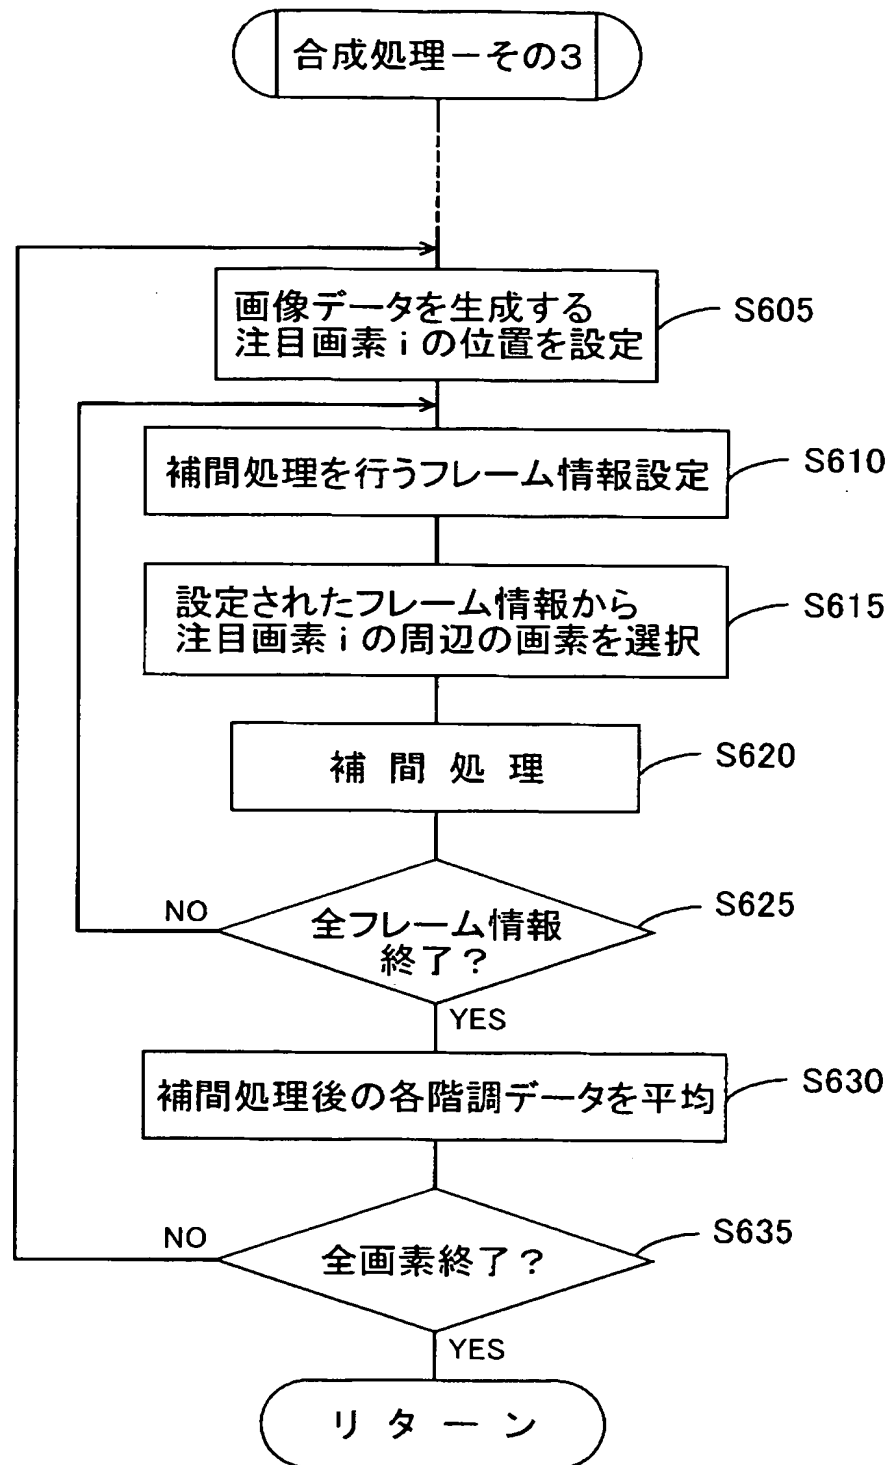 合成処理－その3
画像データを生成する
注目画素ｉの位置を設定
S605
補間処理を行うフレーム情報設定
S610
設定されたフレーム情報から
注目画素ｉの周辺の画素を選択
S615
補 間 処 理
S620
全フレーム情報
終了？
S625
NO
YES
補間処理後の各階調データを平均
S630
全画素終了？
S635
NO
YES
リ タ ー ン